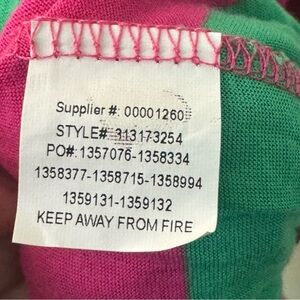 Supplier #: 00001260
STYLE# 313173254
PO#: 1357076-1358334
1358377-1358715-1358994
1359131-1359132
KEEP AWAY FROM FIRE